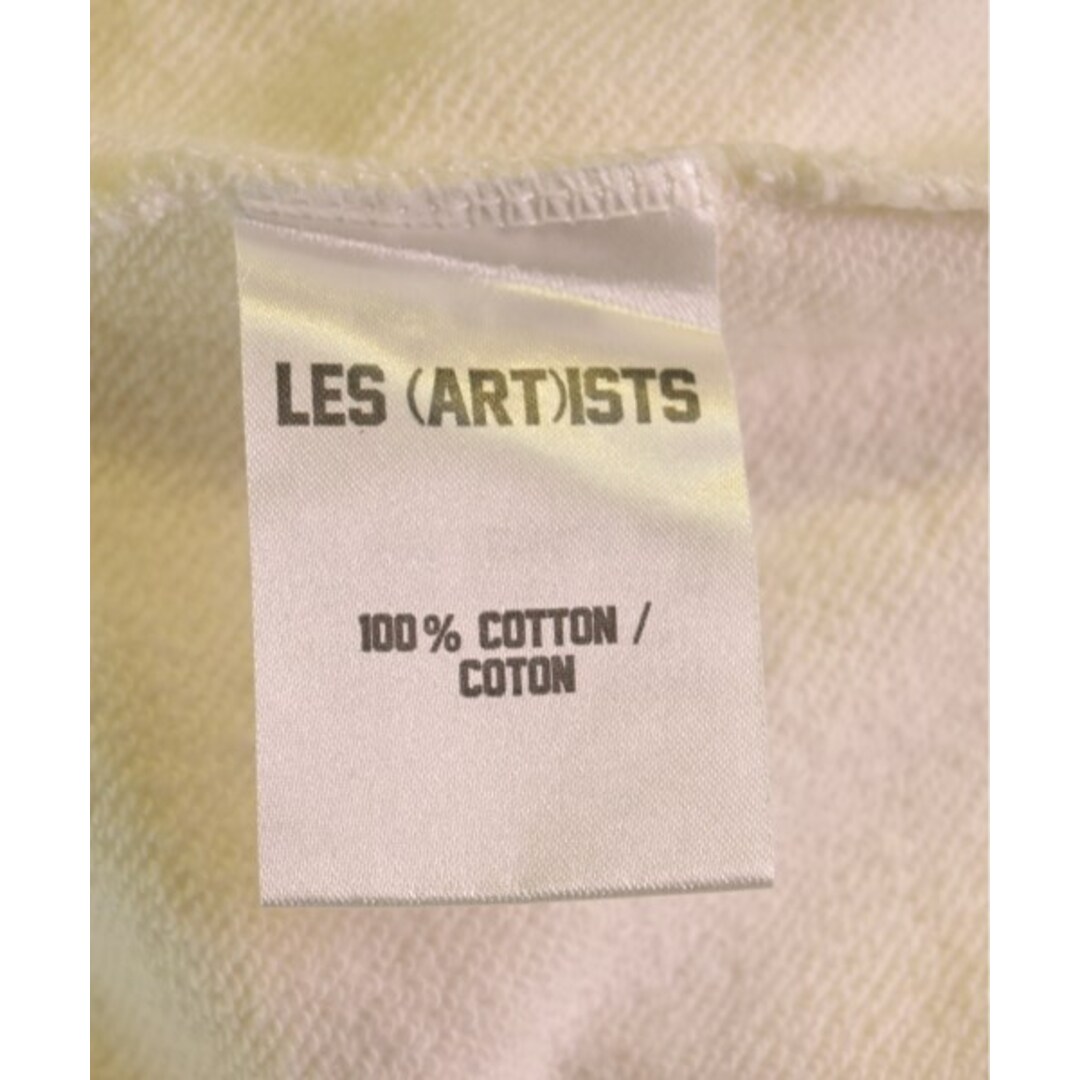 LES (ART)ISTS
100% COTTON /
COTON